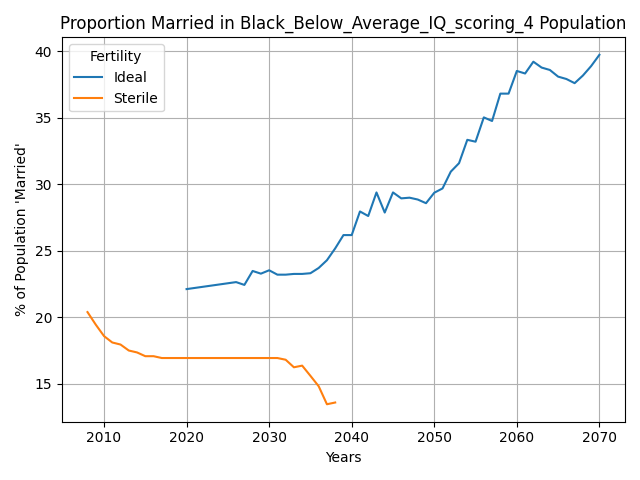 Proportion Married in Black_Below_Average_IQ_scoring_4 Population
Fertility
Ideal
Sterile
% of Population 'Married'
40
35
30
25
20
15
2010 2020 2030 2040 2050 2060 2070
Years